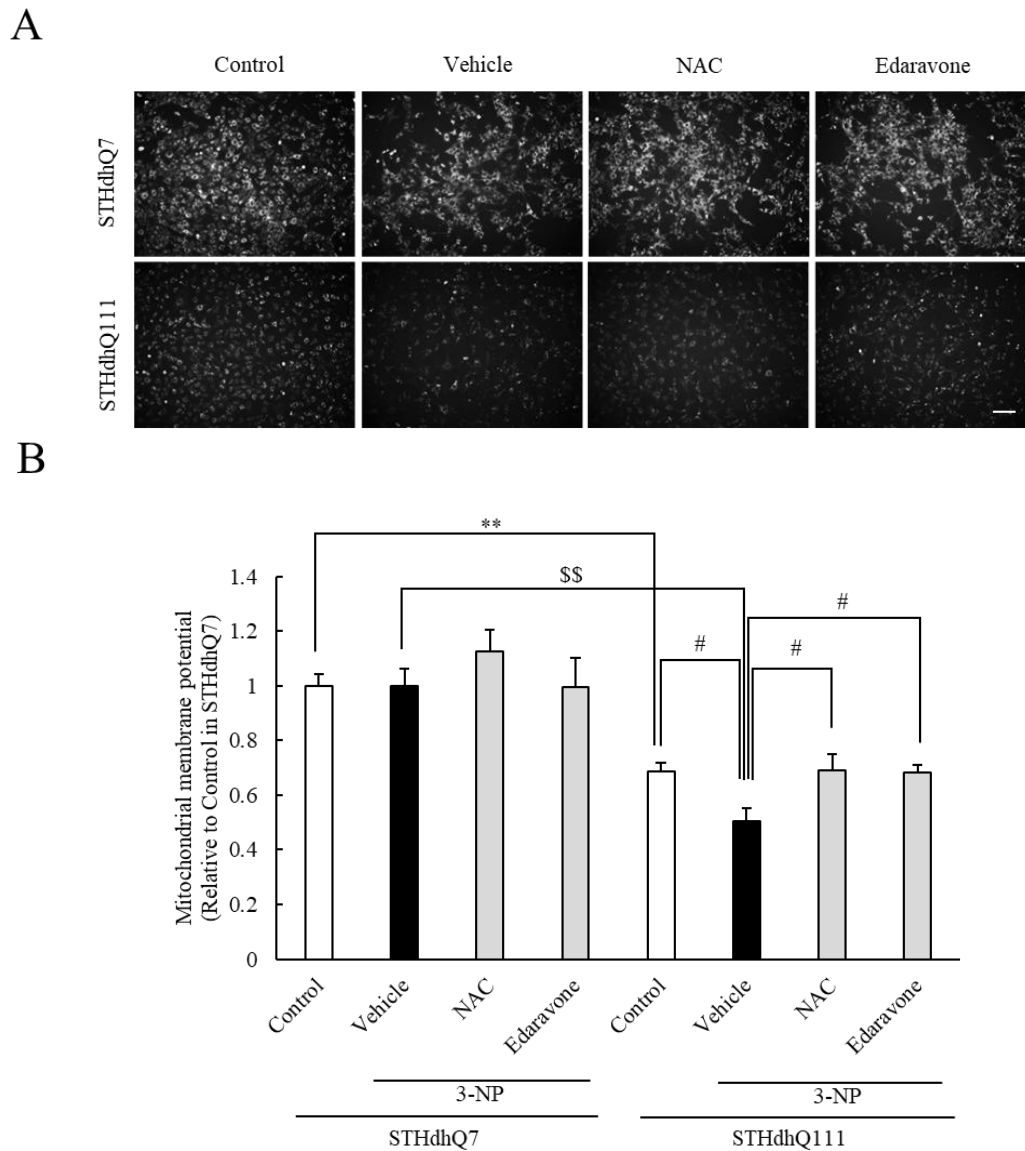 A
Control Vehicle NAC Edaravone
STHdhQ7
STHdhQ111
B
**
$$
#
# #
Mitochondrial membrane potential
(Relative to Control in STHdhQ7)
1.4
1.2
1
0.8
0.6
0.4
0.2
0
Control Vehicle NAC Edaravone Control Vehicle NAC Edaravone
3-NP 3-NP
STHdhQ7 STHdhQ111